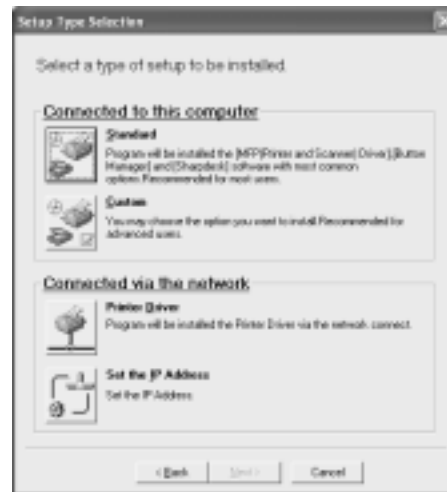 Setup Type Selection
Select a type of setup to be installed.
Connected to this computer
Standard
Program will be installed the [MFP(Printer and Scanner) Driver],[Button
Manager] and [Sharpdesk] software with most common
options. Recommended for most users.
Custom
You may choose the option you want to install.Recommended for
advanced users.
Connected via the network
Printer Driver
Program will be installed the Printer Driver via the network connect.
Set the IP Address
Set the IP Address.
< Back
Next >
Cancel